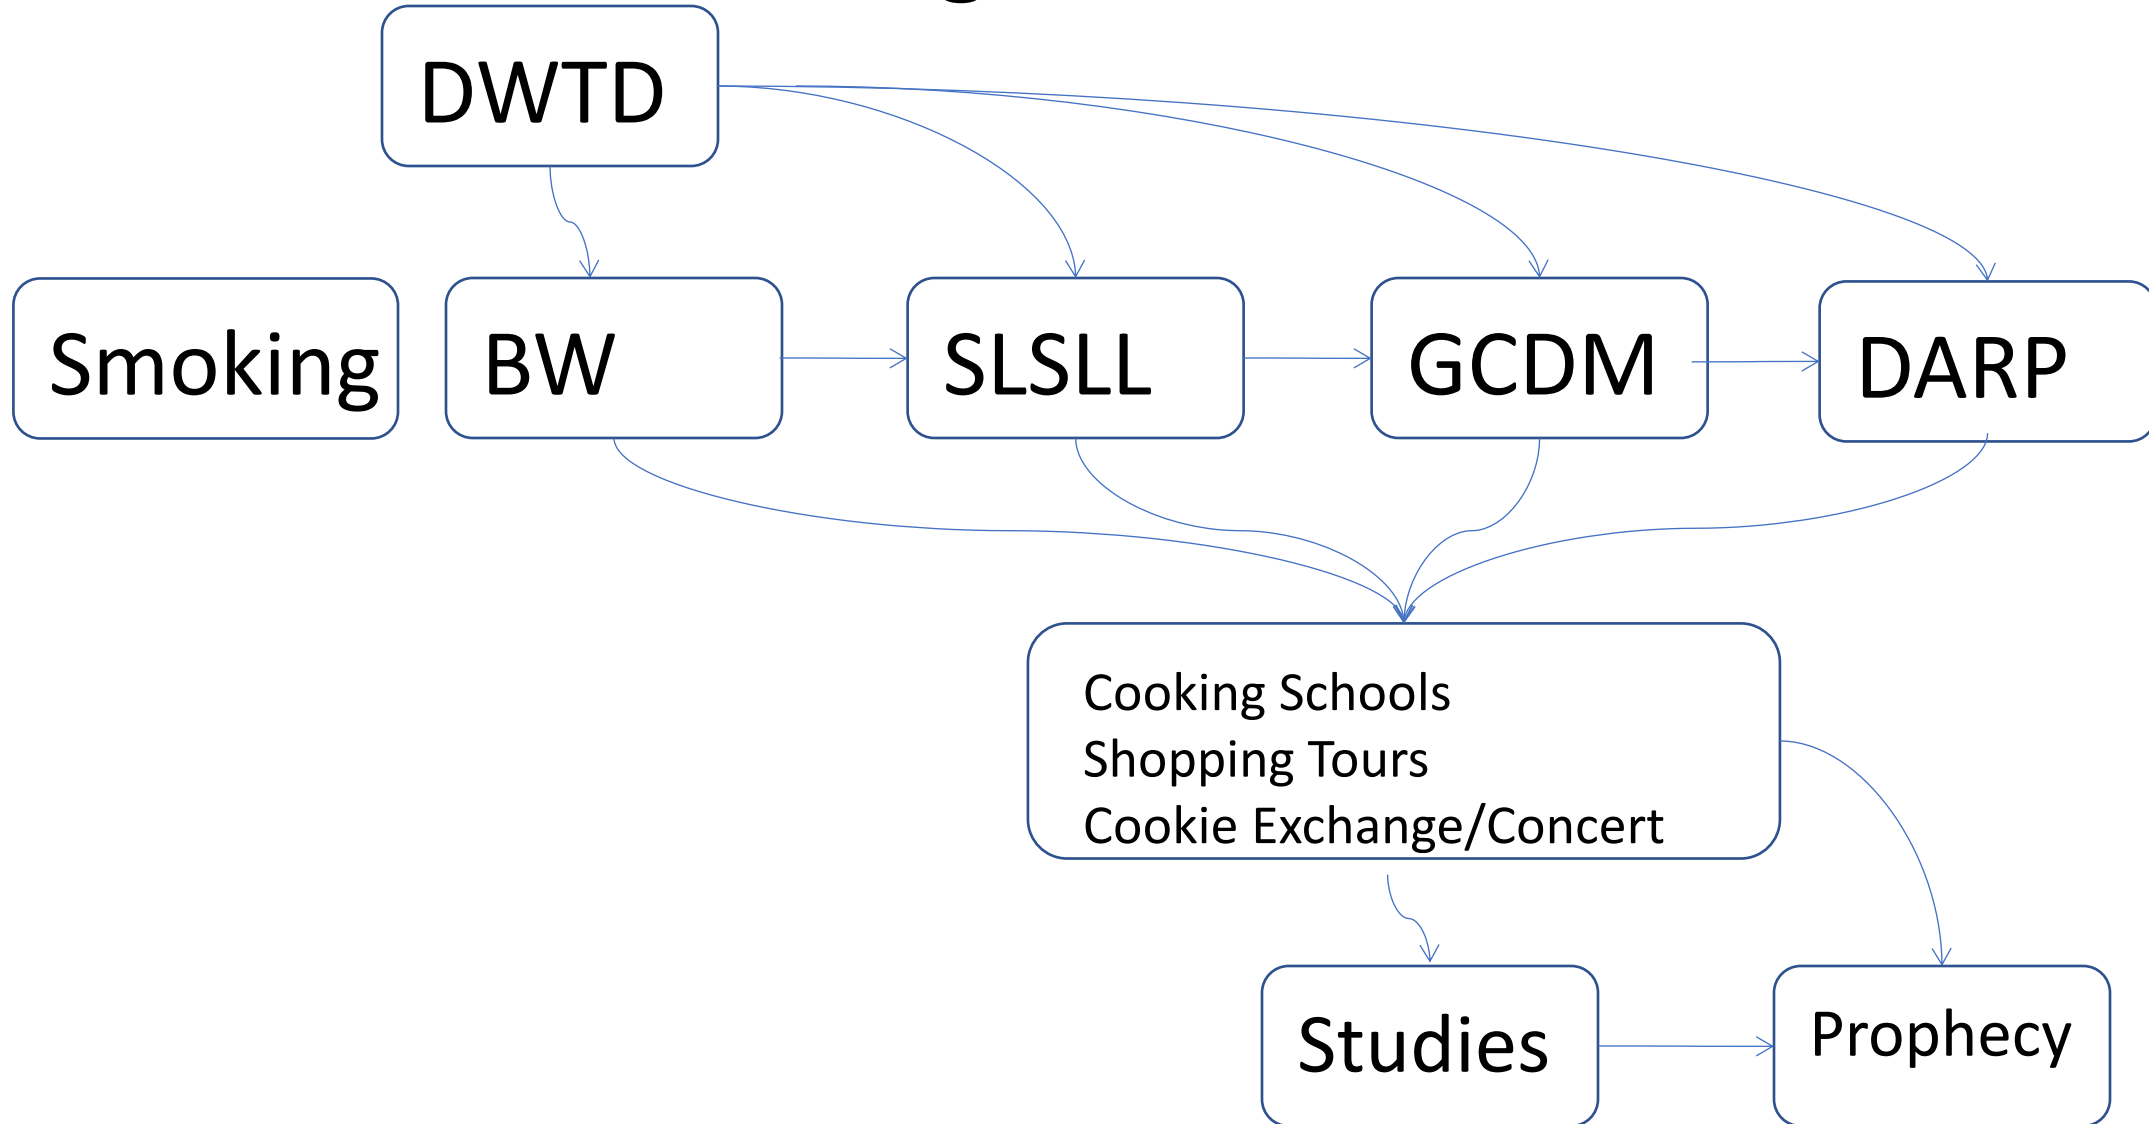 DWTD
Smoking
BW
SLSLL
GCDM
DARP
Cooking Schools
Shopping Tours
Cookie Exchange/Concert
Studies
Prophecy